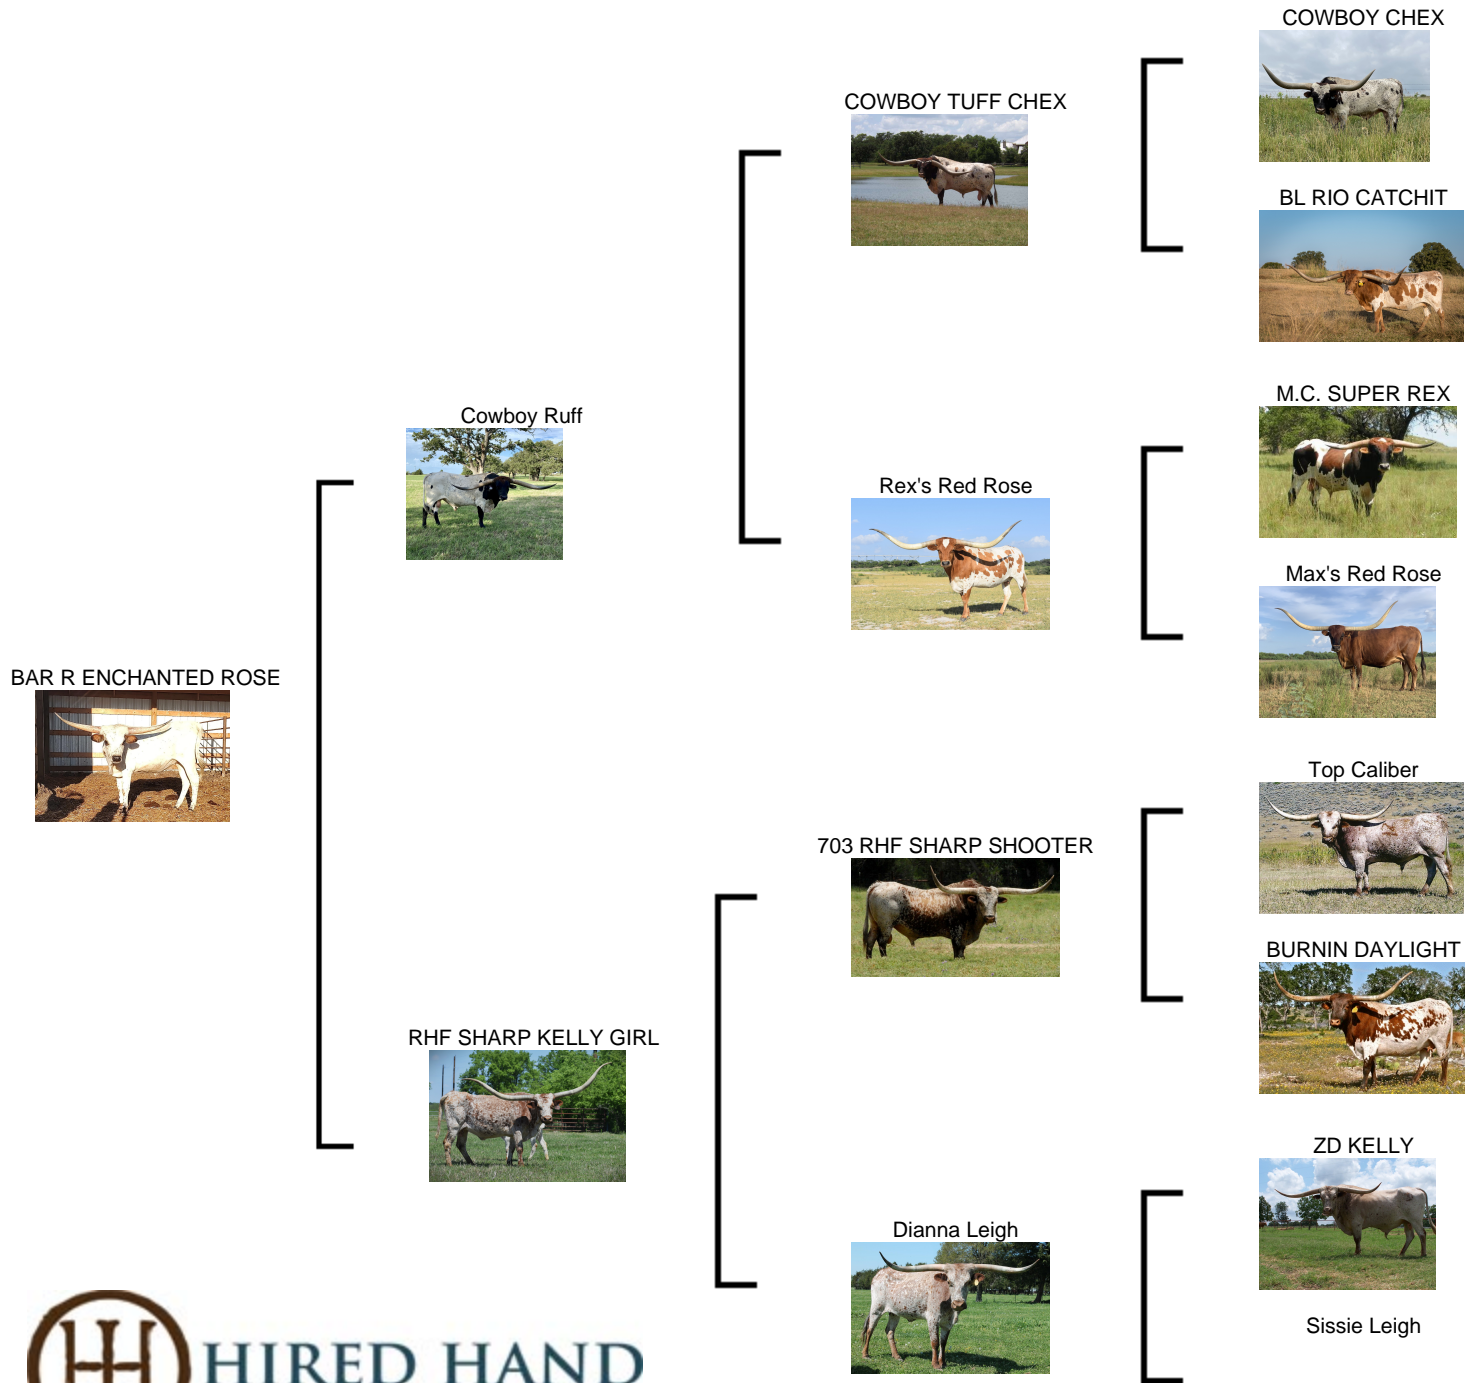 COWBOY CHEX
COWBOY TUFF CHEX
BL RIO CATCHIT
Cowboy Ruff
M.C. SUPER REX
Rex's Red Rose
Max's Red Rose
BAR R ENCHANTED ROSE
Top Caliber
703 RHF SHARP SHOOTER
BURNIN DAYLIGHT
RHF SHARP KELLY GIRL
ZD KELLY
Dianna Leigh
Sissie Leigh
HIRED HAND